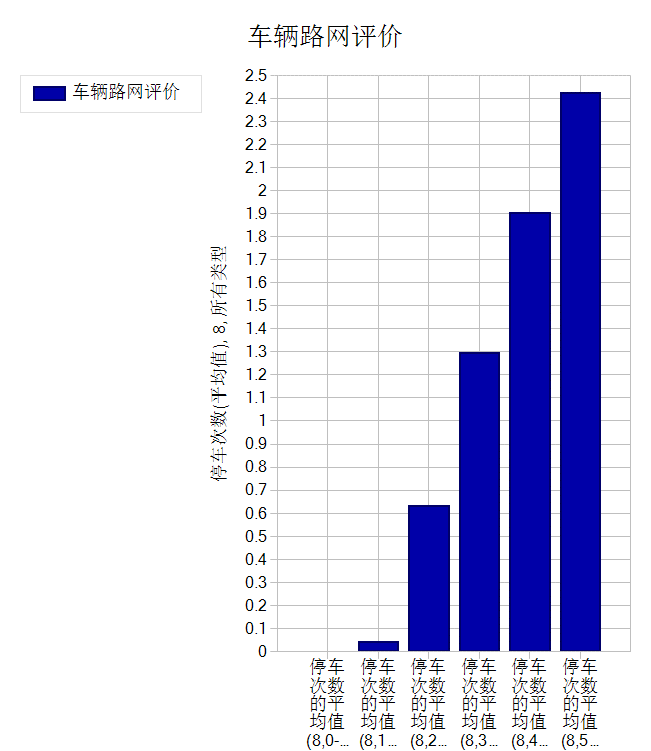 车辆路网评价
车辆路网评价
停车次数(平均值), 8, 所有类型
2.5
2.4
2.3
2.2
2.1
2
1.9
1.8
1.7
1.6
1.5
1.4
1.3
1.2
1.1
1
0.9
0.8
0.7
0.6
0.5
0.4
0.3
0.2
0.1
0
停车
次数
的平
均值
(8,0-...
停车
次数
的平
均值
(8,1...
停车
次数
的平
均值
(8,2...
停车
次数
的平
均值
(8,3...
停车
次数
的平
均值
(8,4...
停车
次数
的平
均值
(8,5...